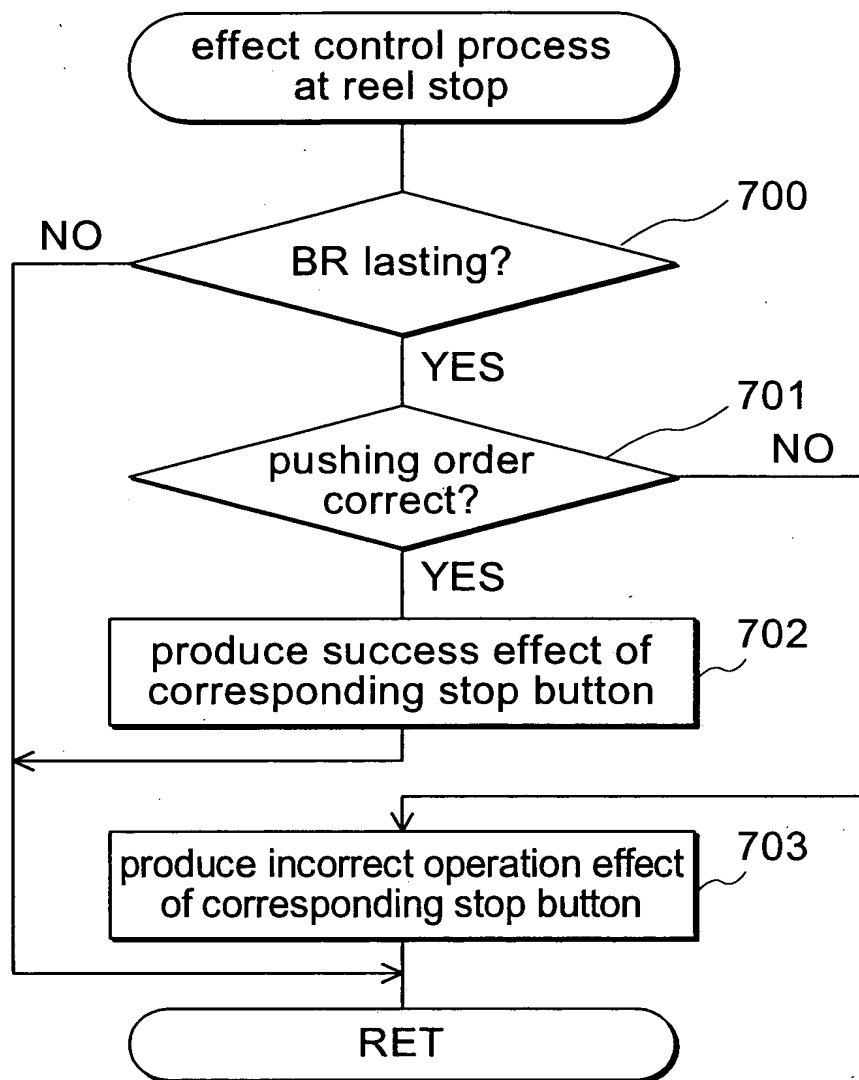 effect control process
at reel stop
700
NO
BR lasting?
YES
701
NO
pushing order
correct?
YES
702
produce success effect of
corresponding stop button
703
produce incorrect operation effect
of corresponding stop button
RET